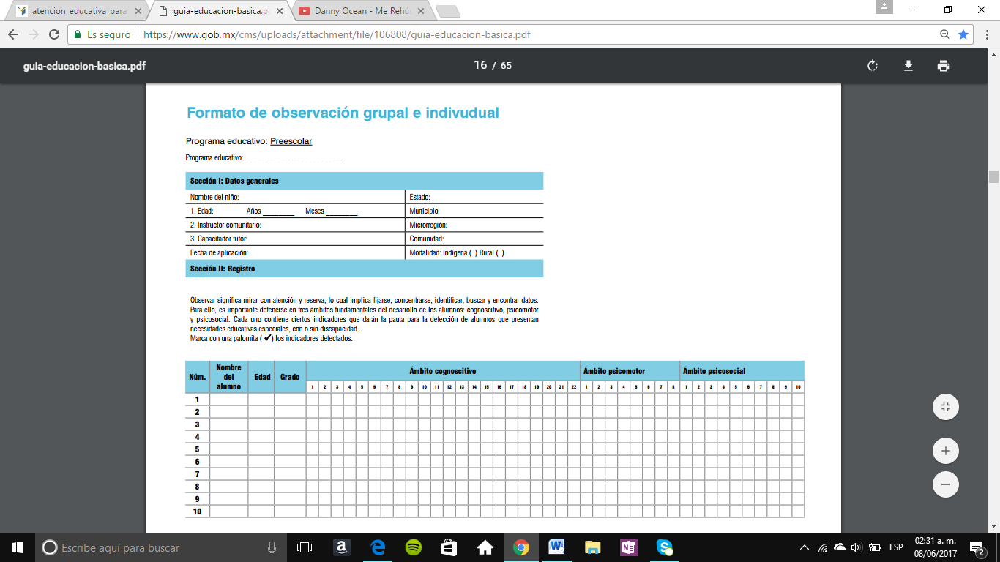 atencion_educativa_para
guia-educacion-basica.p
Danny Ocean - Me Rehú
Es seguro
https://www.gob.mx/cms/uploads/attachment/file/106808/guia-educacion-basica.pdf
guia-educacion-basica.pdf
16 / 65
Formato de observación grupal e indivudual
Programa educativo: Preescolar
Programa educativo: ________________________
Sección I: Datos generales
Nombre del niño: Estado:
1. Edad: Años ________ Meses ________ Municipio:
2. Instructor comunitario: Microrregión:
3. Capacitador tutor: Comunidad:
Fecha de aplicación: Modalidad: Indígena ( ) Rural ( )
Sección II: Registro
Observar significa mirar con atención y reserva, lo cual implica fijarse, concentrarse, identificar, buscar y encontrar datos.
Para ello, es importante detenerse en tres ámbitos fundamentales del desarrollo de los alumnos: cognoscitivo, psicomotor
y psicosocial. Cada uno contiene ciertos indicadores que darán la pauta para la detección de alumnos que presentan
necesidades educativas especiales, con o sin discapacidad.
Marca con una palomita ( ✔) los indicadores detectados.
Núm. Nombre del alumno Edad Grado Ámbito cognoscitivo Ámbito psicomotor Ámbito psicosocial
1 2 3 4 5 6 7 8 9 10 11 12 13 14 15 16 17 18 19 20 21 22 1 2 3 4 5 6 7 8 1 2 3 4 5 6 7 8 9 10
1
2
3
4
5
6
7
8
9
10
Escribe aquí para buscar
ESP
02:31 a. m.
08/06/2017
2